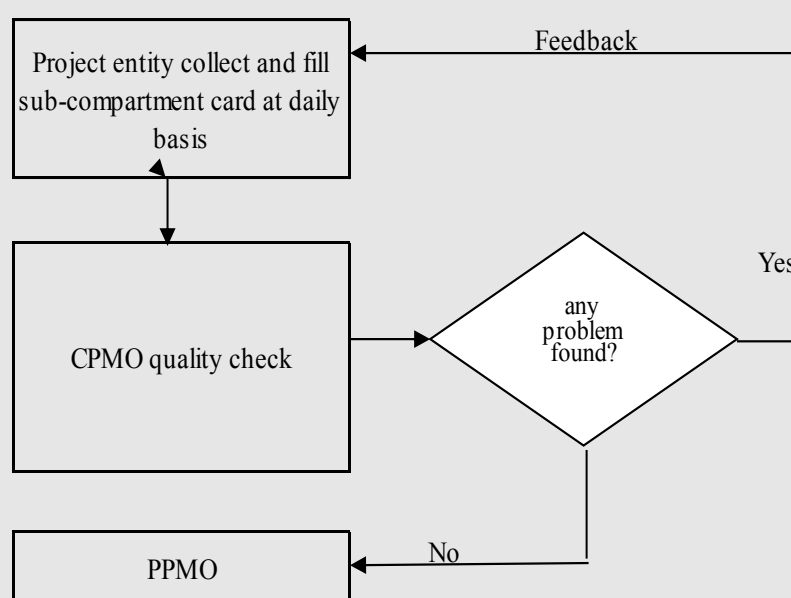 Feedback
Project entity collect and fill
sub-compartment card at daily
basis
Yes
any
problem
found?
CPMO quality check
No
PPMO